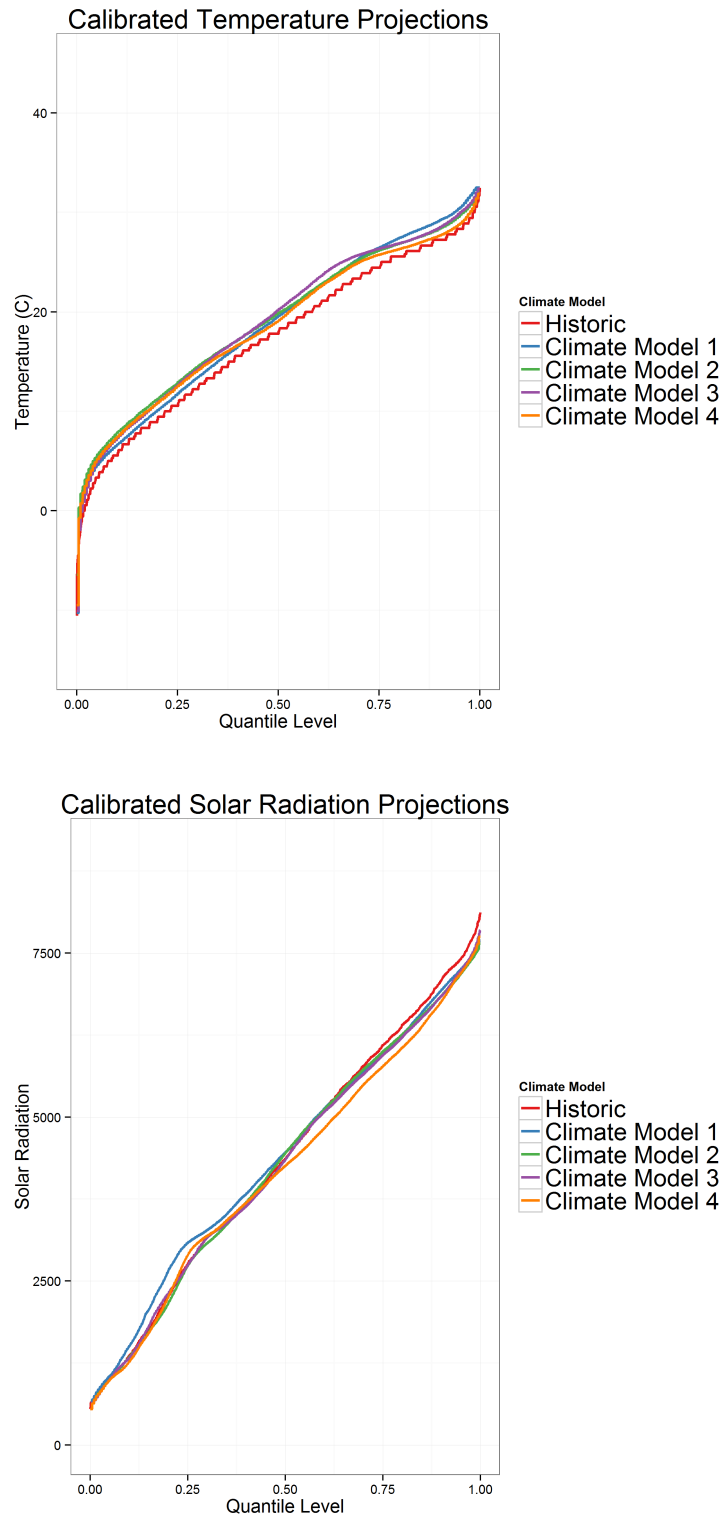 Calibrated Temperature Projections
40
20
0
Temperature (C)
0.00 0.25 0.50 0.75 1.00
Quantile Level
Climate Model
Historic
Climate Model 1
Climate Model 2
Climate Model 3
Climate Model 4
Calibrated Solar Radiation Projections
7500
5000
2500
0
Solar Radiation
0.00 0.25 0.50 0.75 1.00
Quantile Level
Climate Model
Historic
Climate Model 1
Climate Model 2
Climate Model 3
Climate Model 4